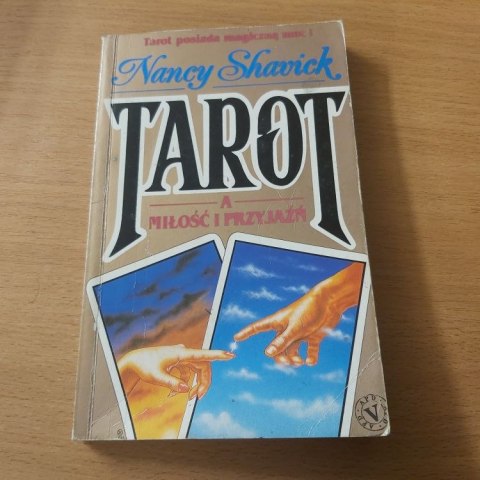 Tarot posiada magiczną moc!
Nancy Shavick
TAROT
A
MIŁOŚĆ I PRZYJAŹŃ
V